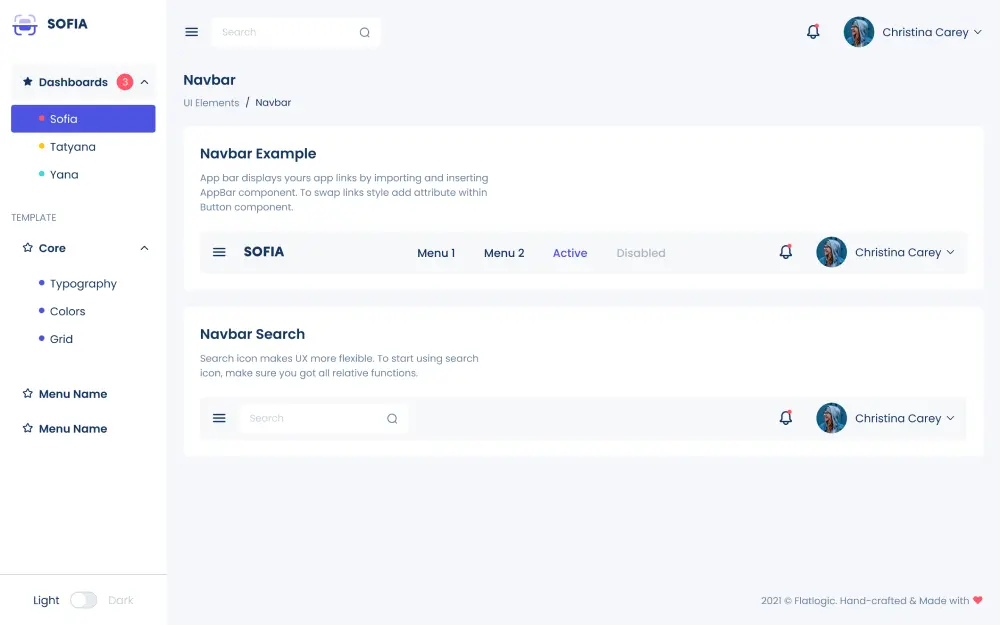 SOFIA
Search
Christina Carey
Dashboards 3
Sofia
Tatyana
Yana
TEMPLATE
Core
Typography
Colors
Grid
Menu Name
Menu Name
Light Dark
Navbar
UI Elements / Navbar
Navbar Example
App bar displays yours app links by importing and inserting
AppBar component. To swap links style add attribute within
Button component.
SOFIA Menu 1 Menu 2 Active Disabled Christina Carey
Navbar Search
Search icon makes UX more flexible. To start using search
icon, make sure you got all relative functions.
Search Christina Carey
2021 © Flatlogic. Hand-crafted & Made with